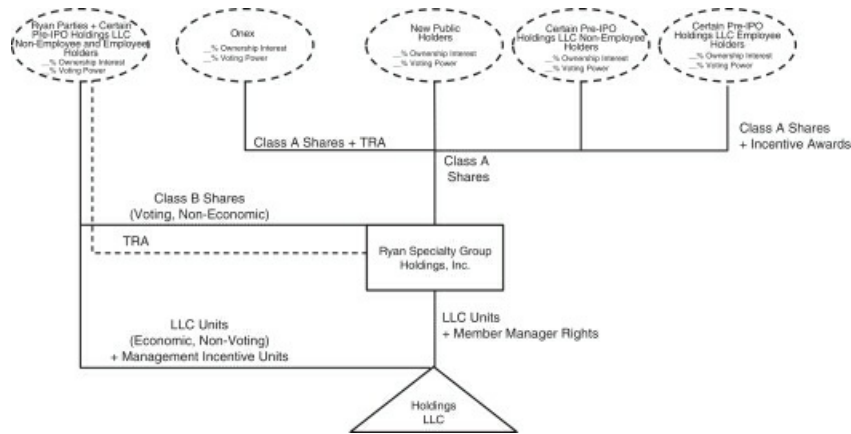 Ryan Parties + Certain
Pre-IPO Holdings LLC
Non-Employee and Employee
Holders
__% Ownership Interest
__% Voting Power
Onex
__% Ownership Interest
__% Voting Power
New Public
Holders
__% Ownership Interest
__% Voting Power
Certain Pre-IPO
Holdings LLC Non-Employee
Holders
__% Ownership Interest
__% Voting Power
Certain Pre-IPO
Holdings LLC Employee
Holders
__% Ownership Interest
__% Voting Power
Class A Shares + TRA
Class A
Shares
Class A Shares
+ Incentive Awards
Class B Shares
(Voting, Non-Economic)
TRA
Ryan Specialty Group
Holdings, Inc.
LLC Units
(Economic, Non-Voting)
+ Management Incentive Units
LLC Units
+ Member Manager Rights
Holdings
LLC